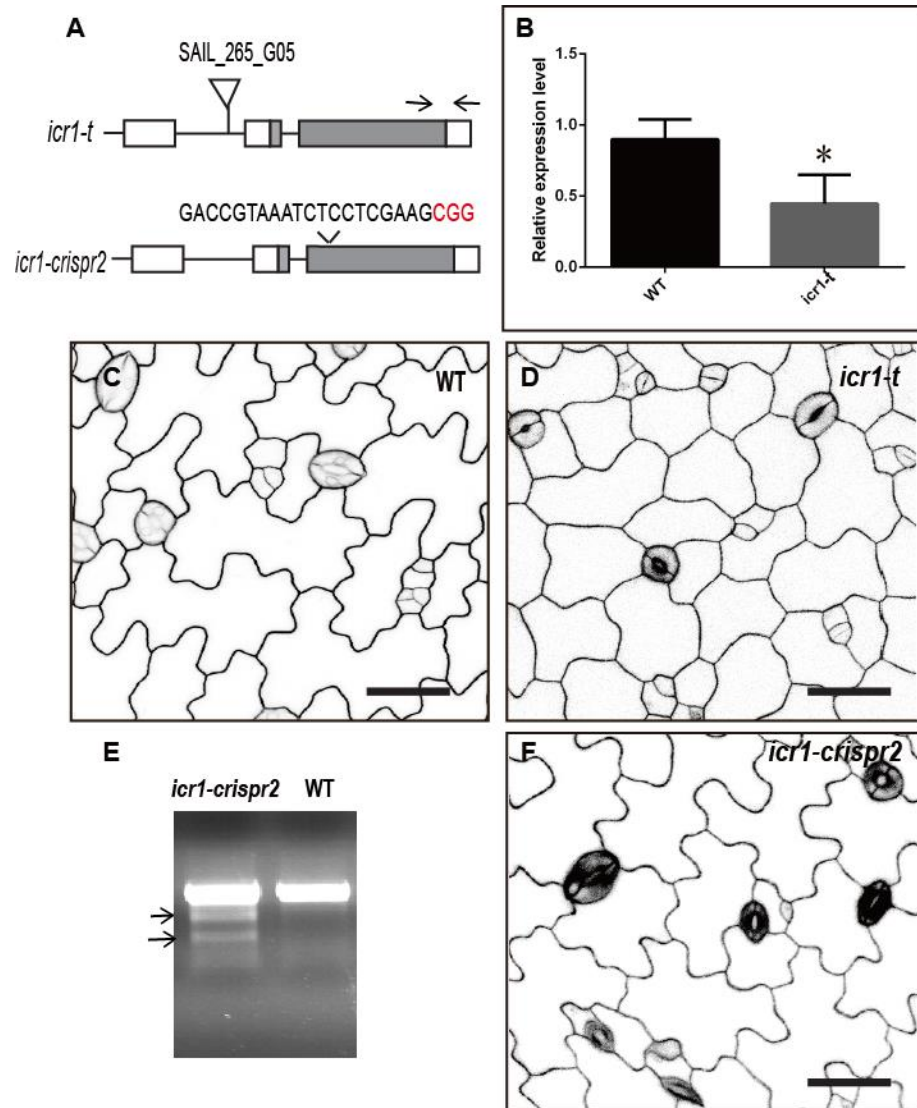 A
SAIL_265_G05
icr1-t
GACCGTAAATCTCCTCGAAGCGG
icr1-crispr2
B
Relative expression level
1.5
1.0
0.5
0.0
*
WT
icr1-t
C
WT
D
icr1-t
E
icr1-crispr2 WT
F
icr1-crispr2